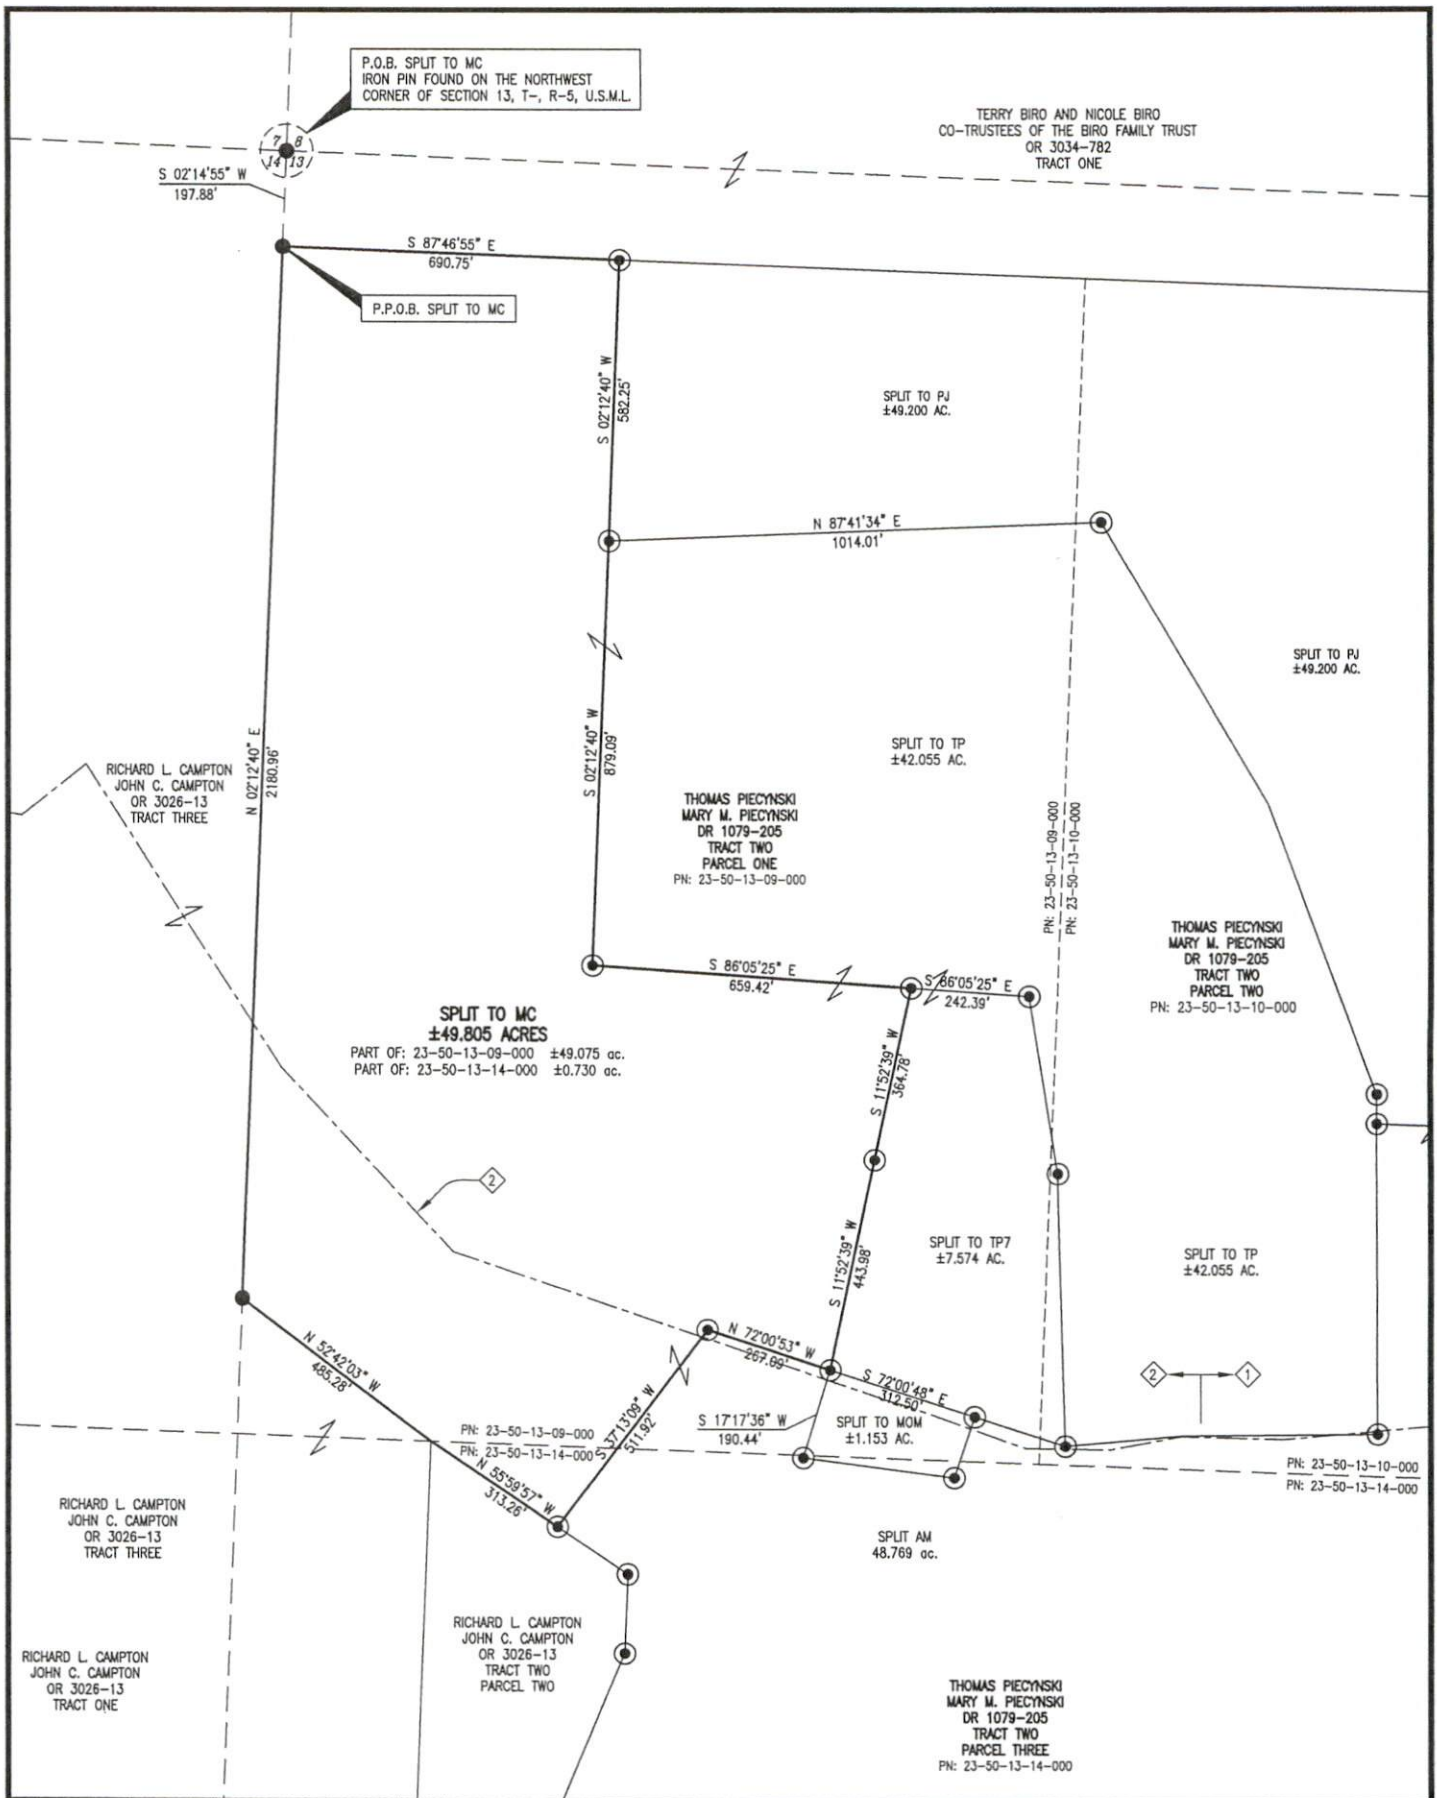 P.O.B. SPLIT TO MC
IRON PIN FOUND ON THE NORTHWEST
CORNER OF SECTION 13, T-, R-5, U.S.M.L.
TERRY BIRO AND NICOLE BIRO
CO-TRUSTEES OF THE BIRO FAMILY TRUST
OR 3034-782
TRACT ONE
7 8
14 13
S 02°14'55" W
197.88'
S 87°46'55" E
690.75'
P.P.O.B. SPLIT TO MC
S 02°12'40" W
582.25'
SPLIT TO PJ
±49.200 AC.
N 87°41'34" E
1014.01'
SPLIT TO PJ
±49.200 AC.
N 02°12'40" E
2180.96'
S 02°12'40" W
879.09'
SPLIT TO TP
±42.055 AC.
RICHARD L. CAMPTON
JOHN C. CAMPTON
OR 3026-13
TRACT THREE
THOMAS PIECYNSKI
MARY M. PIECYNSKI
DR 1079-205
TRACT TWO
PARCEL ONE
PN: 23-50-13-09-000
PN: 23-50-13-09-000
PN: 23-50-13-10-000
THOMAS PIECYNSKI
MARY M. PIECYNSKI
DR 1079-205
TRACT TWO
PARCEL TWO
PN: 23-50-13-10-000
S 86°05'25" E
659.42'
S 86°05'25" E
242.39'
SPLIT TO MC
±49.805 ACRES
PART OF: 23-50-13-09-000 ±49.075 ac.
PART OF: 23-50-13-14-000 ±0.730 ac.
S 11°52'39" W
364.78'
2
S 11°52'39" W
443.98'
SPLIT TO TP7
±7.574 AC.
SPLIT TO TP
±42.055 AC.
N 52°42'03" W
485.28'
N 72°00'53" W
267.09'
S 72°00'48" E
312.50'
2 1
S 37°13'09" W
511.92'
S 17°17'36" W
190.44'
SPLIT TO MOM
±1.153 AC.
PN: 23-50-13-09-000
PN: 23-50-13-14-000
N 55°59'57" W
313.26'
PN: 23-50-13-10-000
PN: 23-50-13-14-000
RICHARD L. CAMPTON
JOHN C. CAMPTON
OR 3026-13
TRACT THREE
SPLIT AM
48.769 ac.
RICHARD L. CAMPTON
JOHN C. CAMPTON
OR 3026-13
TRACT TWO
PARCEL TWO
RICHARD L. CAMPTON
JOHN C. CAMPTON
OR 3026-13
TRACT ONE
THOMAS PIECYNSKI
MARY M. PIECYNSKI
DR 1079-205
TRACT TWO
PARCEL THREE
PN: 23-50-13-14-000